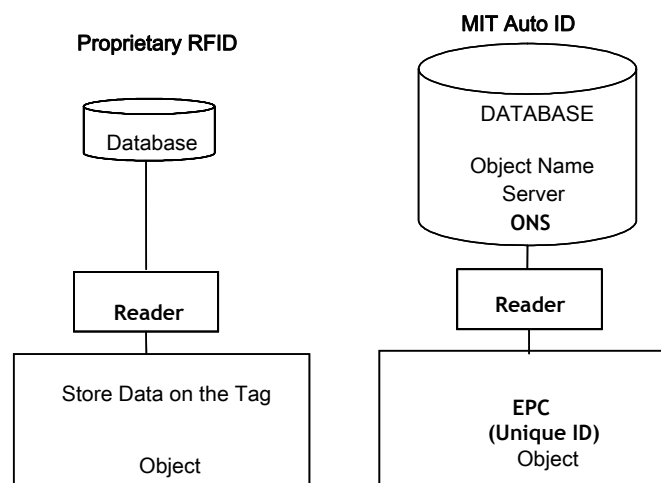 Proprietary RFID
Database
Reader
Store Data on the Tag
Object
MIT Auto ID
DATABASE
Object Name
Server
ONS
Reader
EPC
(Unique ID)
Object